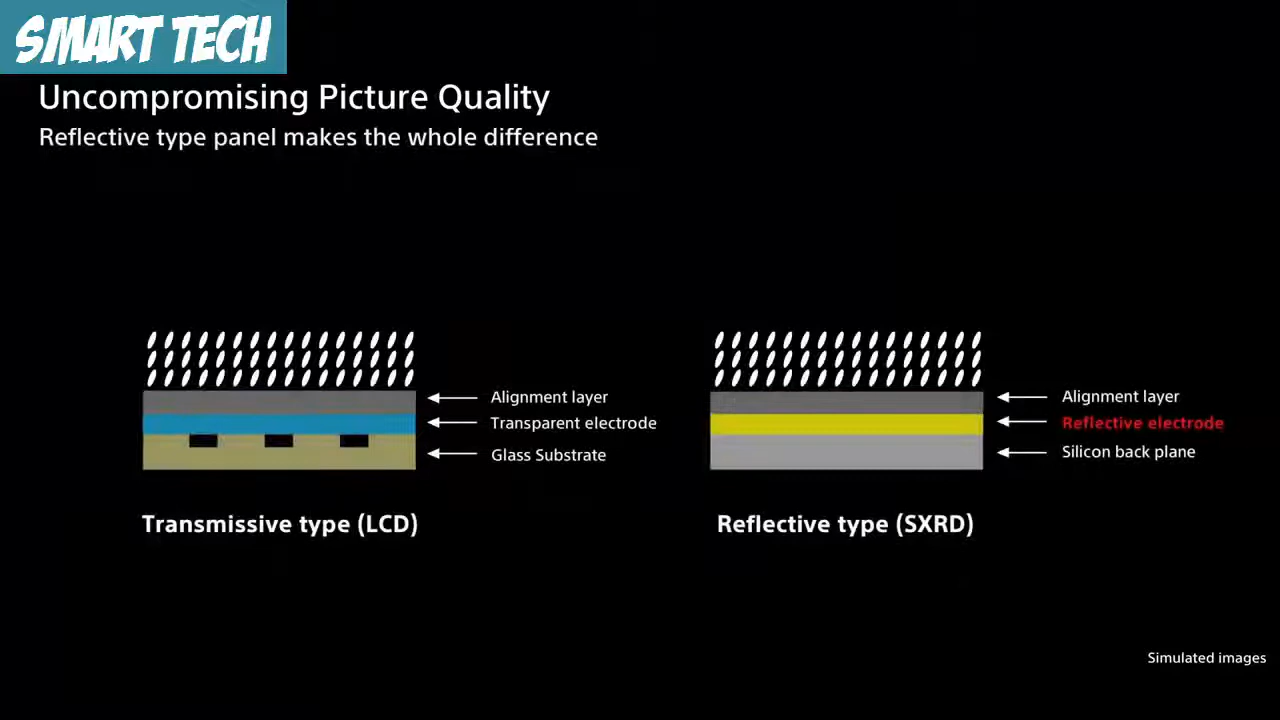 SMART TECH
Uncompromising Picture Quality
Reflective type panel makes the whole difference
Alignment layer
Transparent electrode
Glass Substrate
Transmissive type (LCD)
Alignment layer
Reflective electrode
Silicon back plane
Reflective type (SXRD)
Simulated images